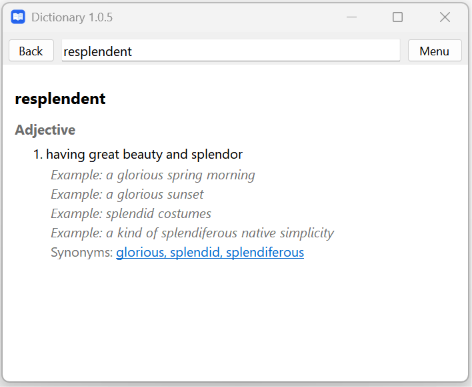 Dictionary 1.0.5
Back resplendent Menu
resplendent
Adjective
1. having great beauty and splendor
Example: a glorious spring morning
Example: a glorious sunset
Example: splendid costumes
Example: a kind of splendiferous native simplicity
Synonyms: glorious, splendid, splendiferous